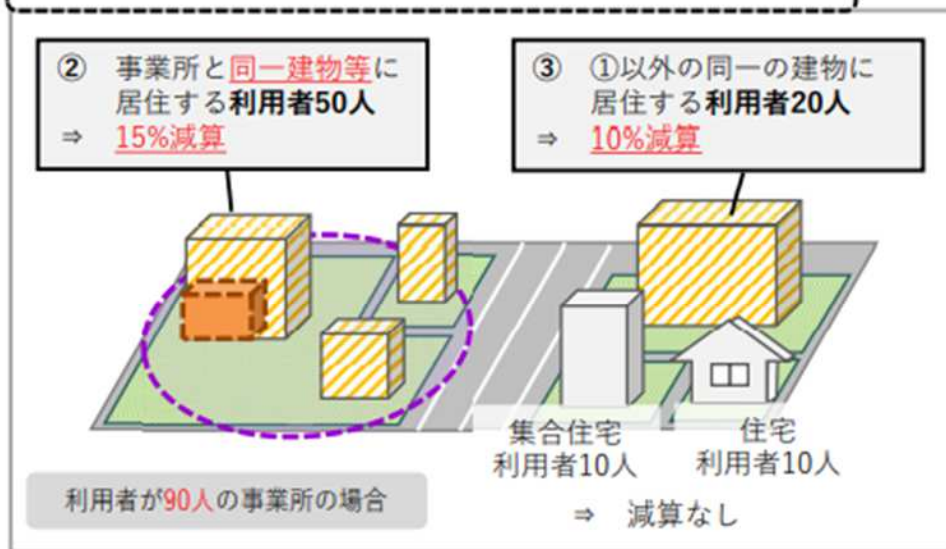 ② 事業所と同一建物等に
居住する利用者50人
⇒ 15%減算
③ ①以外の同一の建物に
居住する利用者20人
⇒ 10%減算
集合住宅
利用者10人
住宅
利用者10人
⇒ 減算なし
利用者が90人の事業所の場合